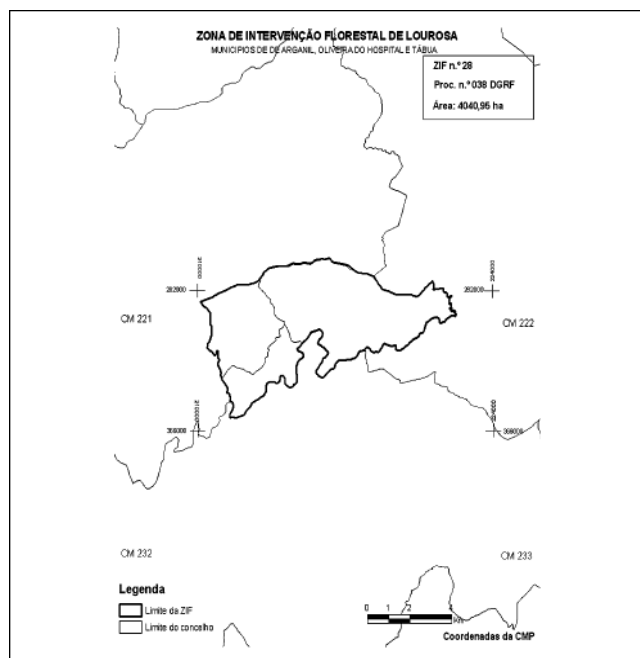 ZONA DE INTERVENÇÃO FLORESTAL DE LOUROSA
MUNICIPIOS DE DE ARGANIL, OLIVEIRA DO HOSPITAL E TÁBUA
ZIF n.º 28
Proc. n.º 038 DGRF
Área: 4040,95 ha
CM 221
CM 222
CM 232
CM 233
Legenda
Limite da ZIF
Limite do concelho
0 1 2 4
km
Coordenadas da CMP